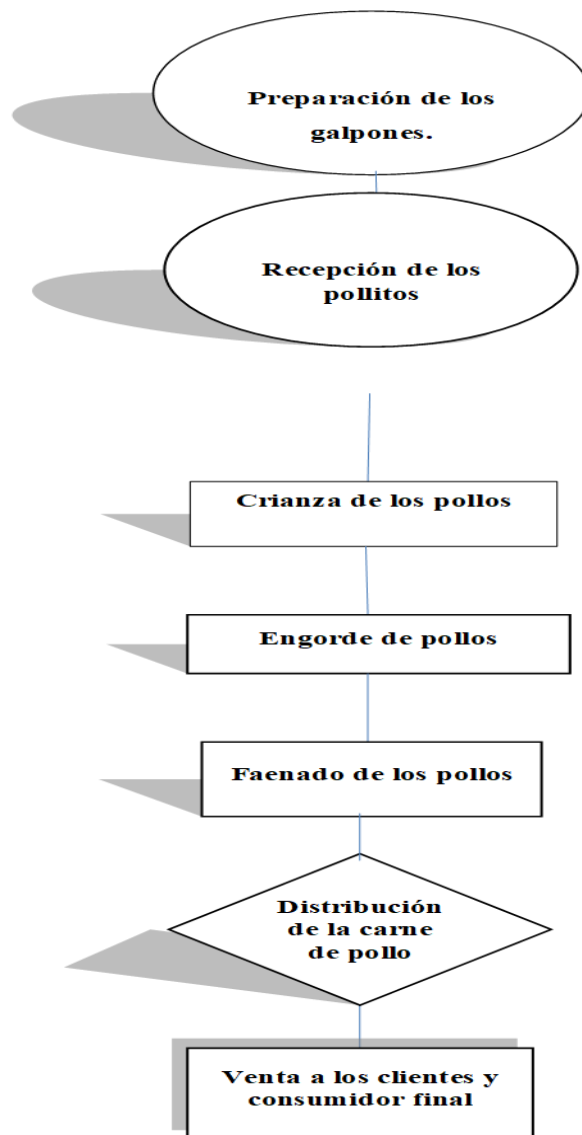 Preparación de los
galpones.
Recepción de los
pollitos
Crianza de los pollos
Engorde de pollos
Faenado de los pollos
Distribución
de la carne
de pollo
Venta a los clientes y
consumidor final